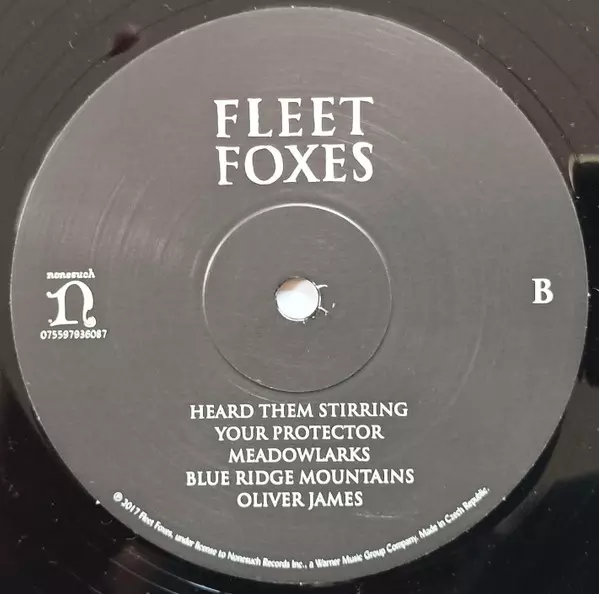 FLEET
FOXES
nonesuch
N
075597936087
B
HEARD THEM STIRRING
YOUR PROTECTOR
MEADOWLARKS
BLUE RIDGE MOUNTAINS
OLIVER JAMES
℗ 2017 Fleet Foxes, under license to Nonesuch Records Inc., a Warner Music Group Company. Made in Czech Republic.